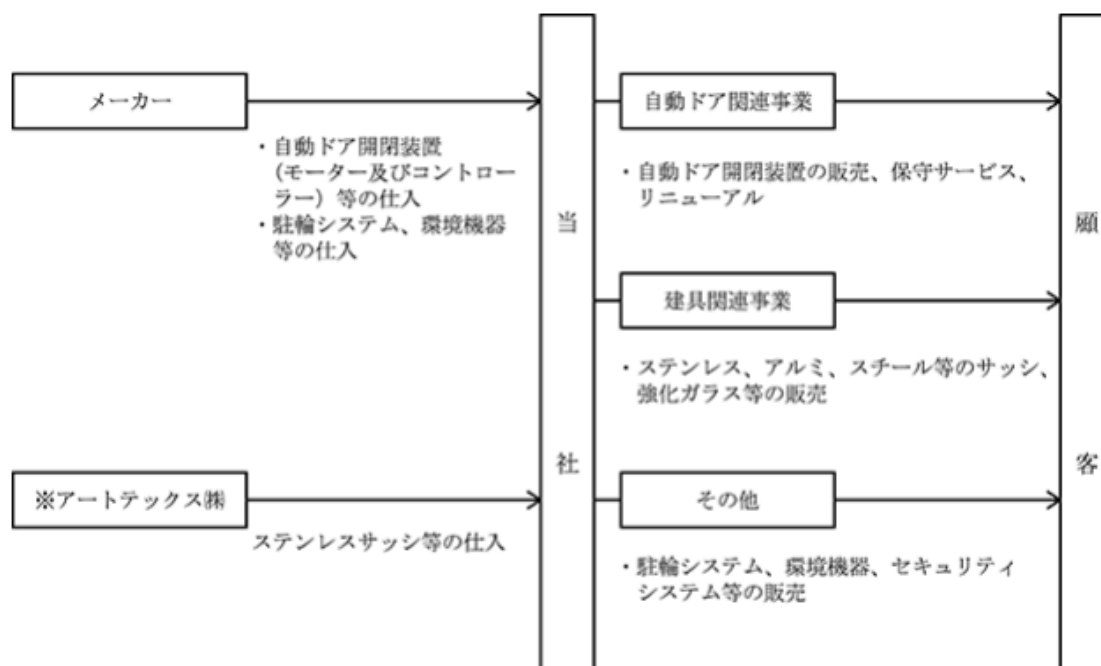 メーカー
・自動ドア開閉装置
（モーター及びコントロー
ラー）等の仕入
・駐輪システム、環境機器
等の仕入
※アートテックス㈱
ステンレスサッシ等の仕入
当
社
自動ドア関連事業
・自動ドア開閉装置の販売、保守サービス、
リニューアル
建具関連事業
・ステンレス、アルミ、スチール等のサッシ、
強化ガラス等の販売
その他
・駐輪システム、環境機器、セキュリティ
システム等の販売
顧
客